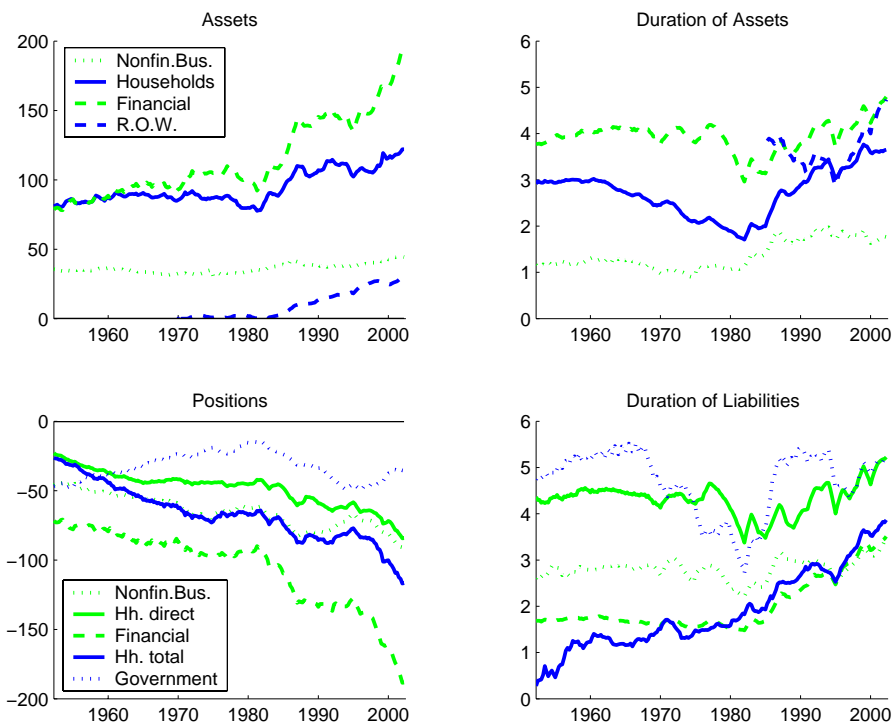 Assets
200
150
100
50
0
Nonfin.Bus.
Households
Financial
R.O.W.
1960 1970 1980 1990 2000
Duration of Assets
6
5
4
3
2
1
0
1960 1970 1980 1990 2000
Positions
0
−50
−100
−150
−200
Nonfin.Bus.
Hh. direct
Financial
Hh. total
Government
1960 1970 1980 1990 2000
Duration of Liabilities
6
5
4
3
2
1
0
1960 1970 1980 1990 2000